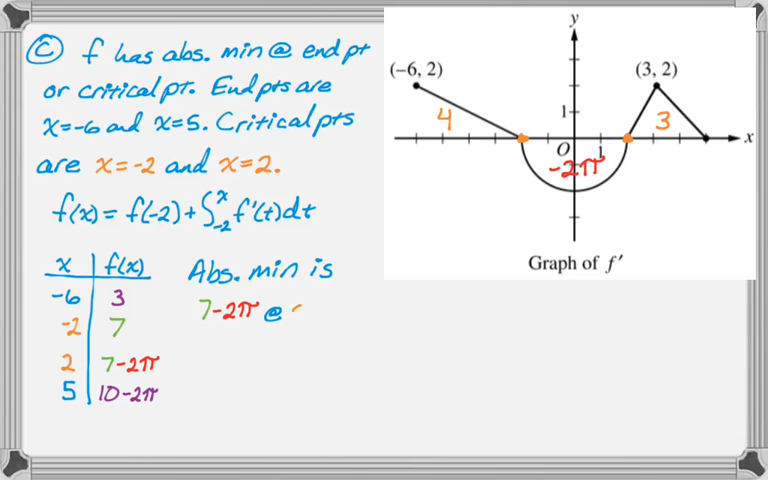 Ⓒ f has abs. min @ end pt
or critical pt. End pts are
x=-6 and x=5. Critical pts
are x=-2 and x=2.
f(x) = f(-2) + ∫₋₂ˣ f'(t)dt
x | f(x)
-6 | 3
-2 | 7
2 | 7-2π
5 | 10-2π
Abs. min is
7-2π @
y
(−6, 2)
(3, 2)
4
1
3
x
O
1
-2π
Graph of f′